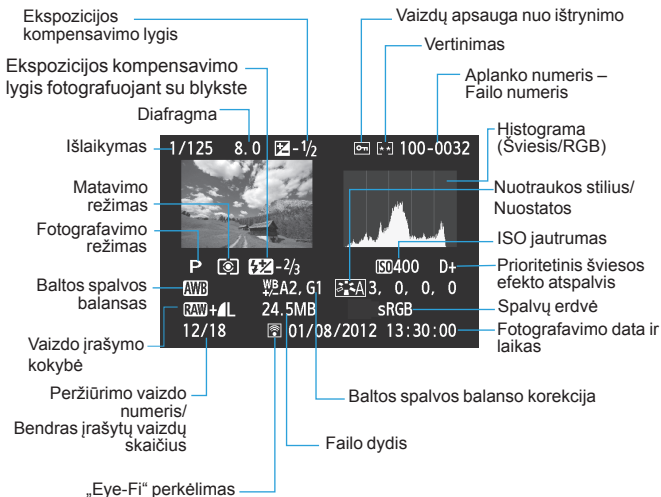 Ekspozicijos
kompensavimo lygis
Ekspozicijos kompensavimo
lygis fotografuojant su blykste
Diafragma
Išlaikymas
Vaizdų apsauga nuo ištrynimo
Vertinimas
Aplanko numeris –
Failo numeris
Histograma
(Šviesis/RGB)
1/125 8.0 -1/2 100-0032
Matavimo
režimas
Fotografavimo
režimas
Nuotraukos stilius/
Nuostatos
ISO jautrumas
P -2/3 ISO400 D+
Prioritetinis šviesos
efekto atspalvis
Baltos spalvos
balansas
AWB WB+/-A2, G1 A3, 0, 0, 0
RAW+L 24.5MB sRGB
Spalvų erdvė
12/18 01/08/2012 13:30:00
Fotografavimo data ir
laikas
Vaizdo įrašymo
kokybė
Peržiūrimo vaizdo
numeris/
Bendras įrašytų vaizdų
skaičius
Baltos spalvos balanso korekcija
Failo dydis
„Eye-Fi“ perkėlimas